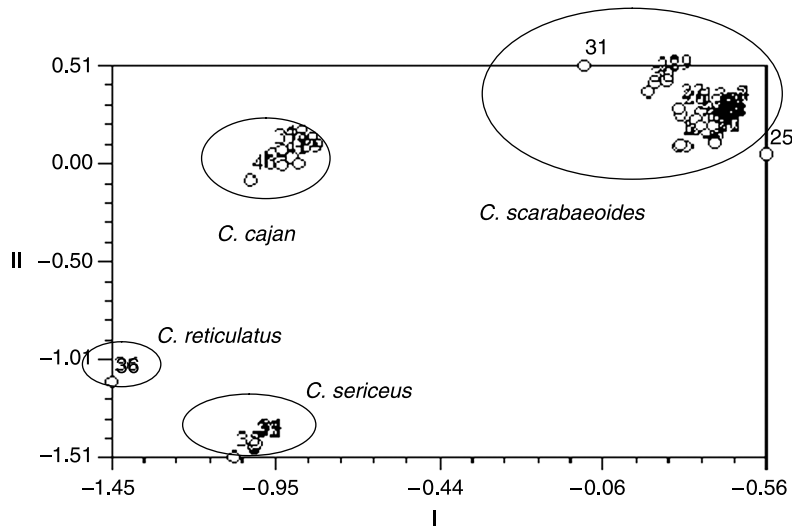 31
0.51
25
0.00
C. scarabaeoides
C. cajan
II
−0.50
C. reticulatus
−1.01
36
C. sericeus
−1.51
−1.45
−0.95
−0.44
−0.06
−0.56
I